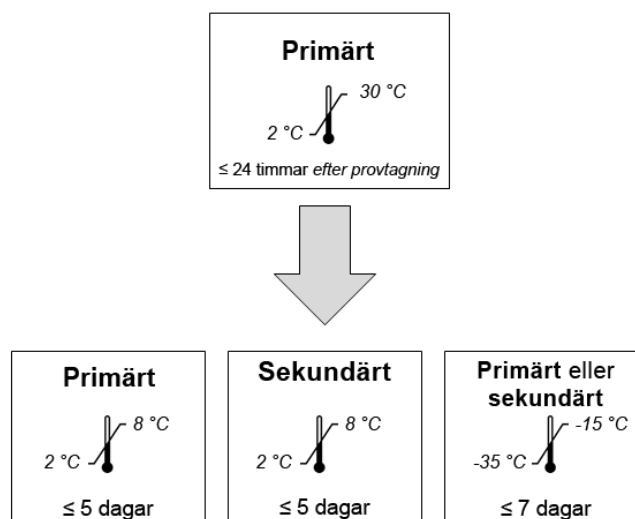 Primärt
30 °C
2 °C
≤ 24 timmar efter provtagning
Primärt
8 °C
2 °C
≤ 5 dagar
Sekundärt
8 °C
2 °C
≤ 5 dagar
Primärt eller
sekundärt
-15 °C
-35 °C
≤ 7 dagar